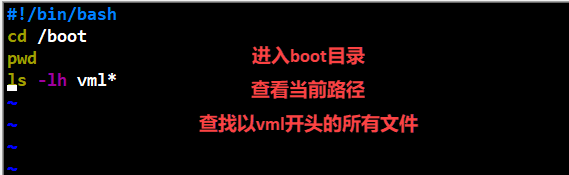 #!/bin/bash
cd /boot
进入boot目录
pwd
查看当前路径
ls -lh vml*
查找以vml开头的所有文件
~
~
~
~